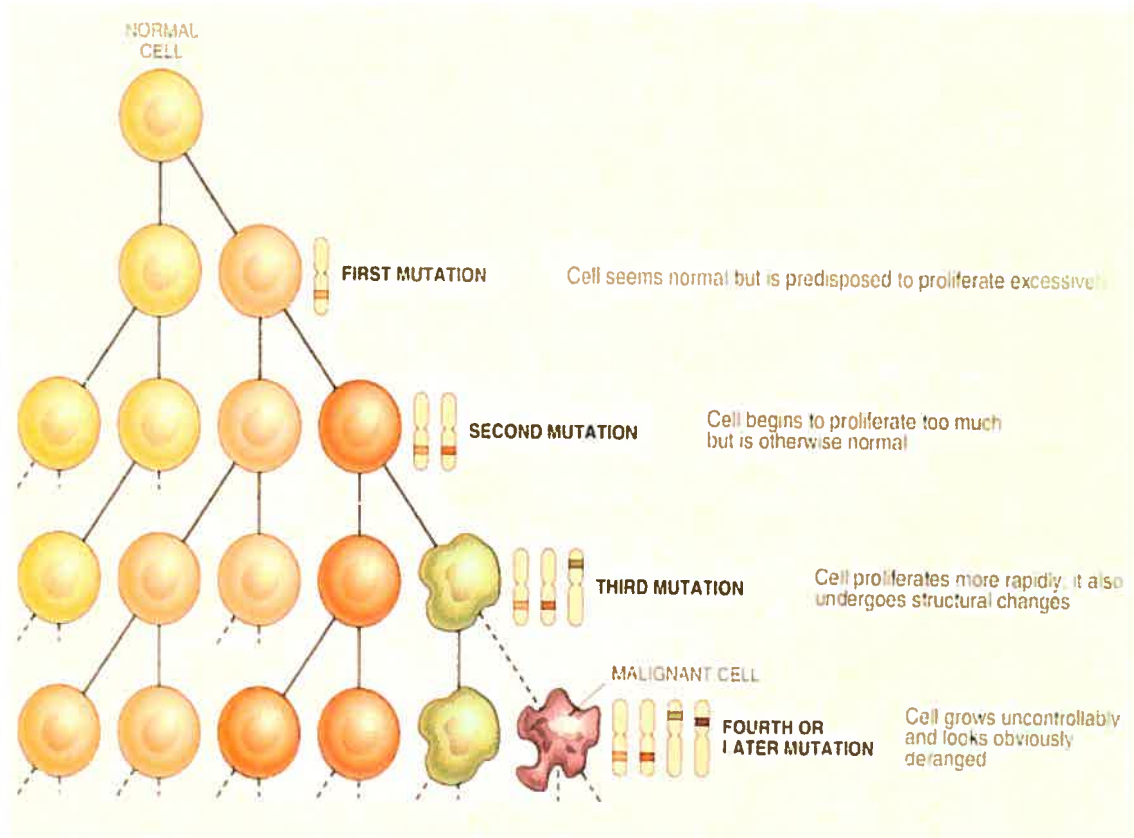 NORMAL
CELL
FIRST MUTATION
Cell seems normal but is predisposed to proliferate excessively
SECOND MUTATION
Cell begins to proliferate too much
but is otherwise normal
THIRD MUTATION
Cell proliferates more rapidly, it also
undergoes structural changes
MALIGNANT CELL
FOURTH OR
LATER MUTATION
Cell grows uncontrollably
and looks obviously
deranged